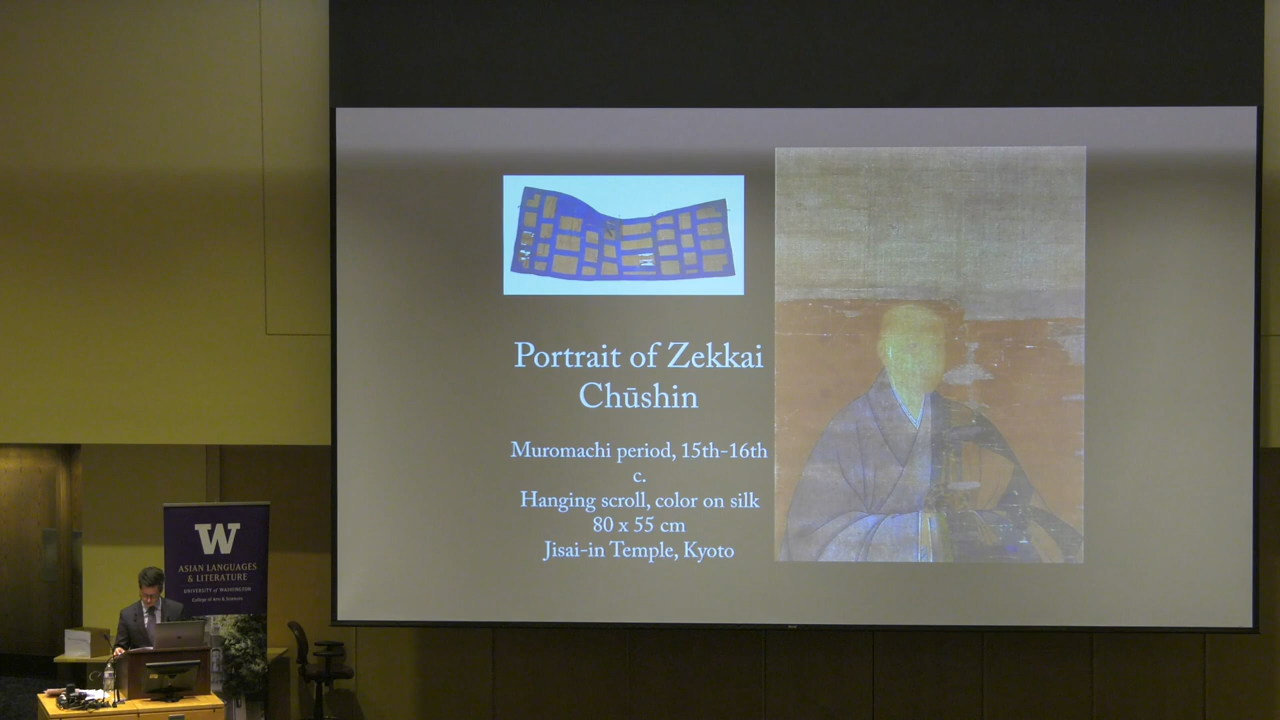 Portrait of Zekkai
Chūshin
Muromachi period, 15th-16th
c.
Hanging scroll, color on silk
80 x 55 cm
Jisai-in Temple, Kyoto
W
ASIAN LANGUAGES
& LITERATURE
UNIVERSITY of WASHINGTON
College of Arts & Sciences